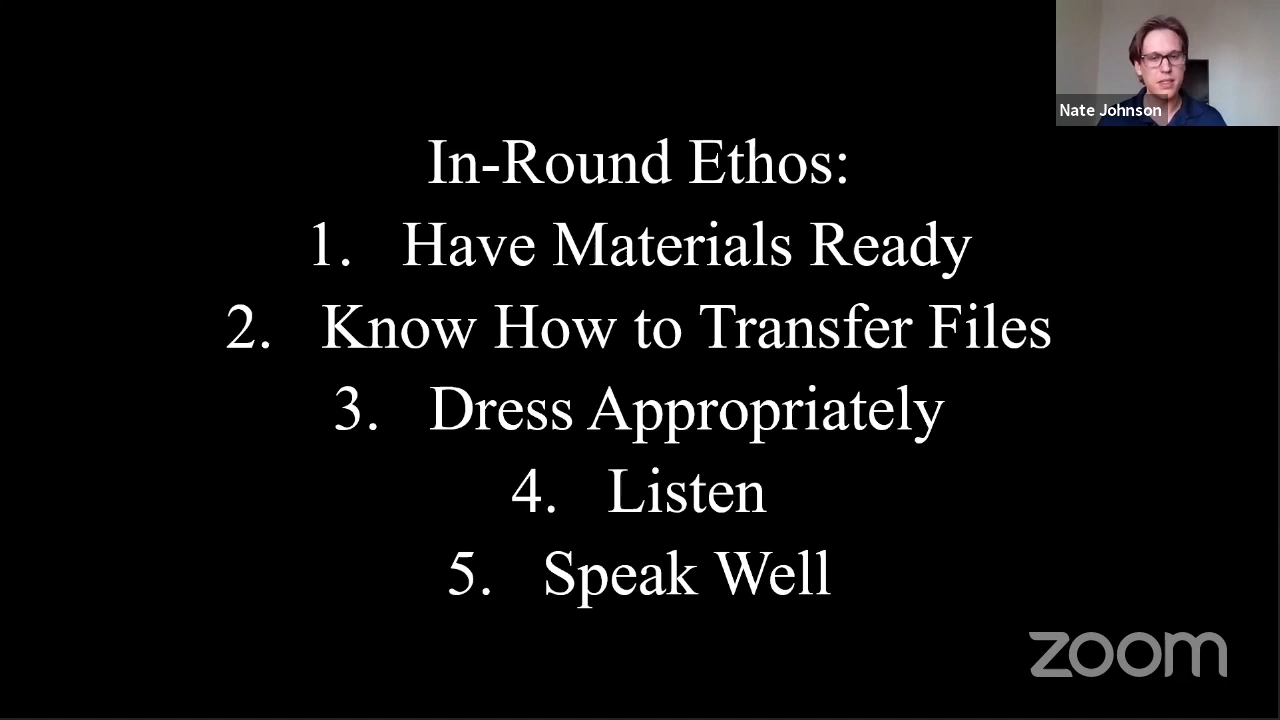 Nate Johnson
In-Round Ethos:
1. Have Materials Ready
2. Know How to Transfer Files
3. Dress Appropriately
4. Listen
5. Speak Well
zoom